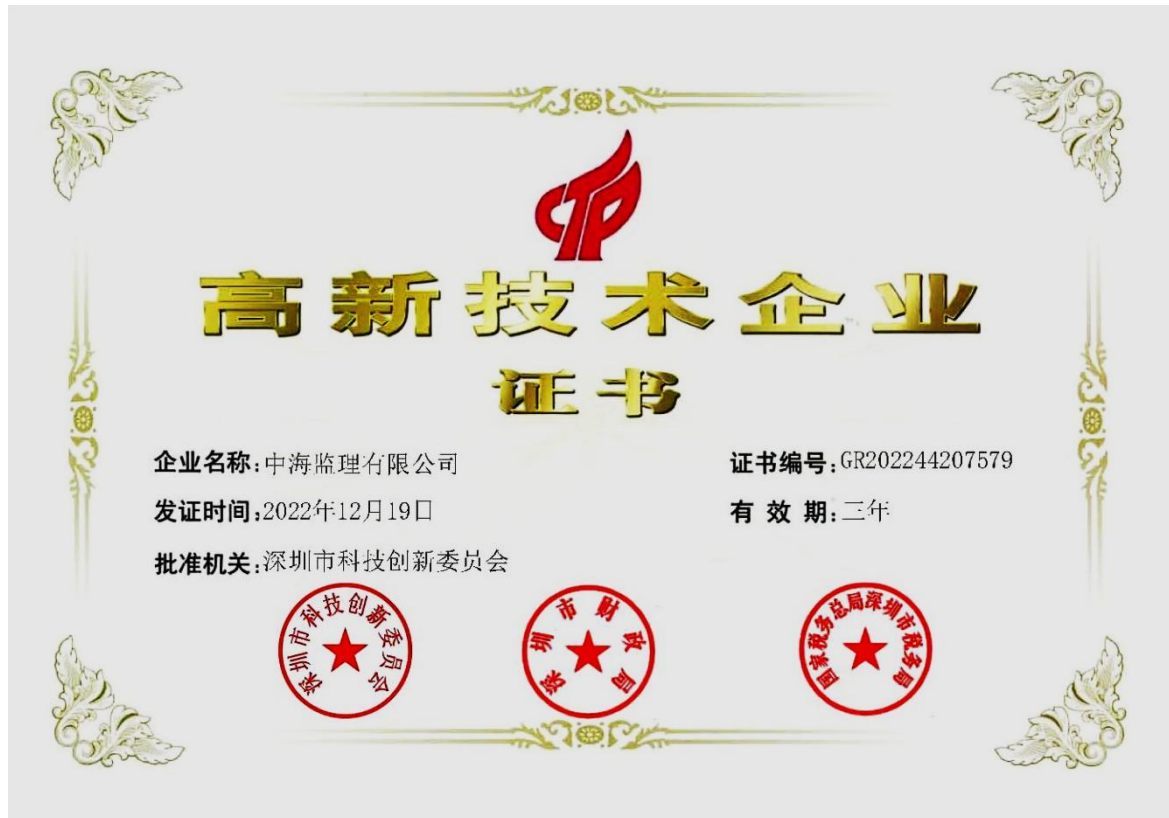 CTP
高新技术企业
证书
企业名称:中海监理有限公司
证书编号:GR202244207579
发证时间:2022年12月19日
有 效 期:三年
批准机关:深圳市科技创新委员会
深圳市科技创新委员会
深圳市财政局
国家税务总局深圳市税务局